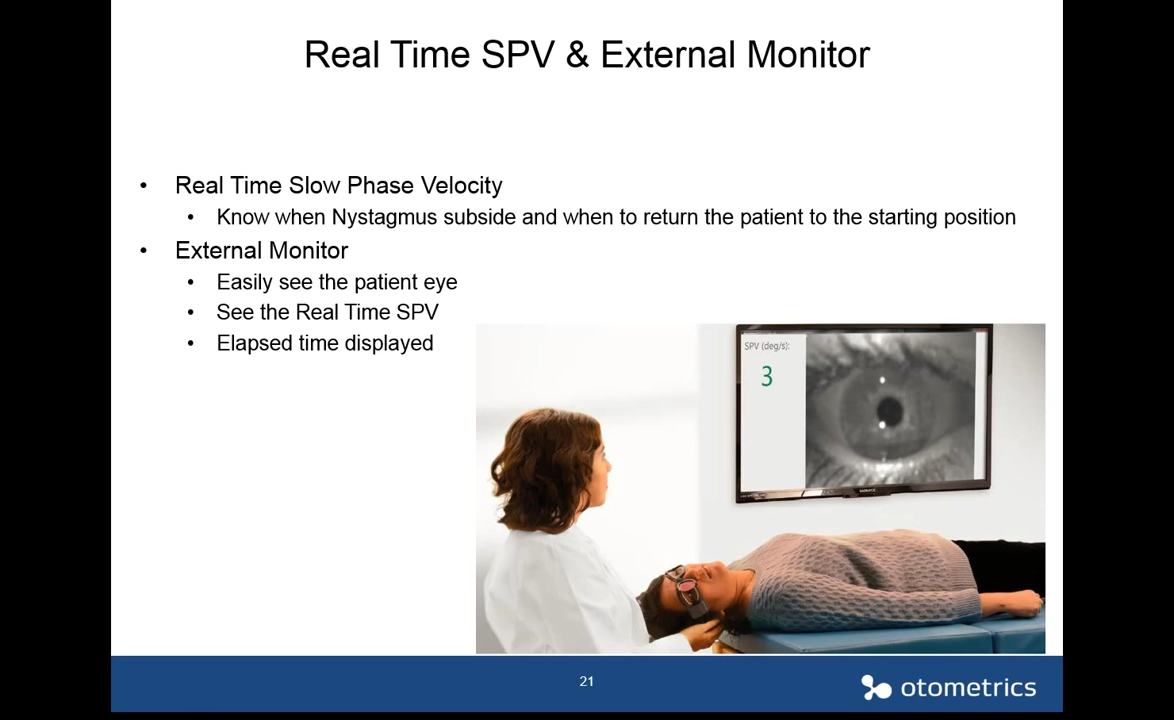 Real Time SPV & External Monitor
• Real Time Slow Phase Velocity
• Know when Nystagmus subside and when to return the patient to the starting position
• External Monitor
• Easily see the patient eye
• See the Real Time SPV
• Elapsed time displayed
SPV (deg/s):
3
21
otometrics